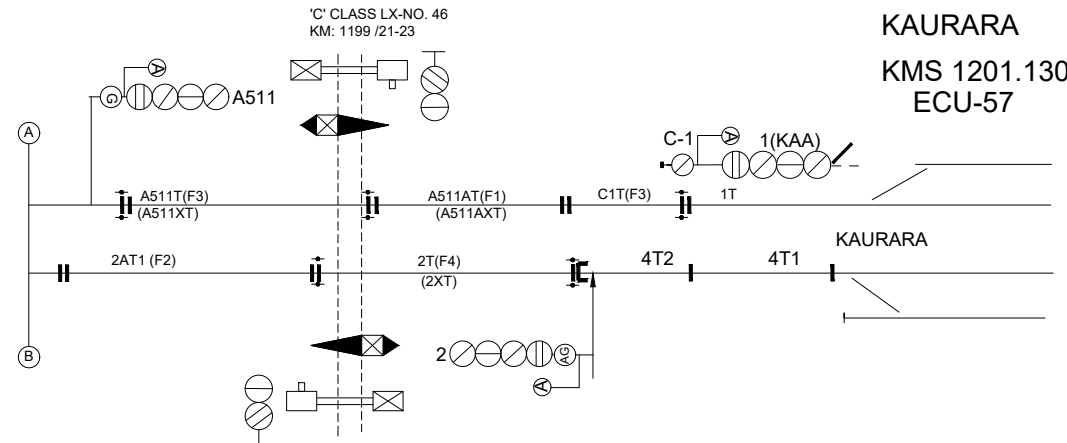 'C' CLASS LX-NO. 46
KM: 1199 /21-23
KAURARA
KMS 1201.130
ECU-57
A
G
A511
C-1
A
1(KAA)
A
A511T(F3)
(A511XT)
A511AT(F1)
(A511AXT)
C1T(F3)
1T
KAURARA
2AT1 (F2)
2T(F4)
(2XT)
4T2
4T1
B
2
AG
A